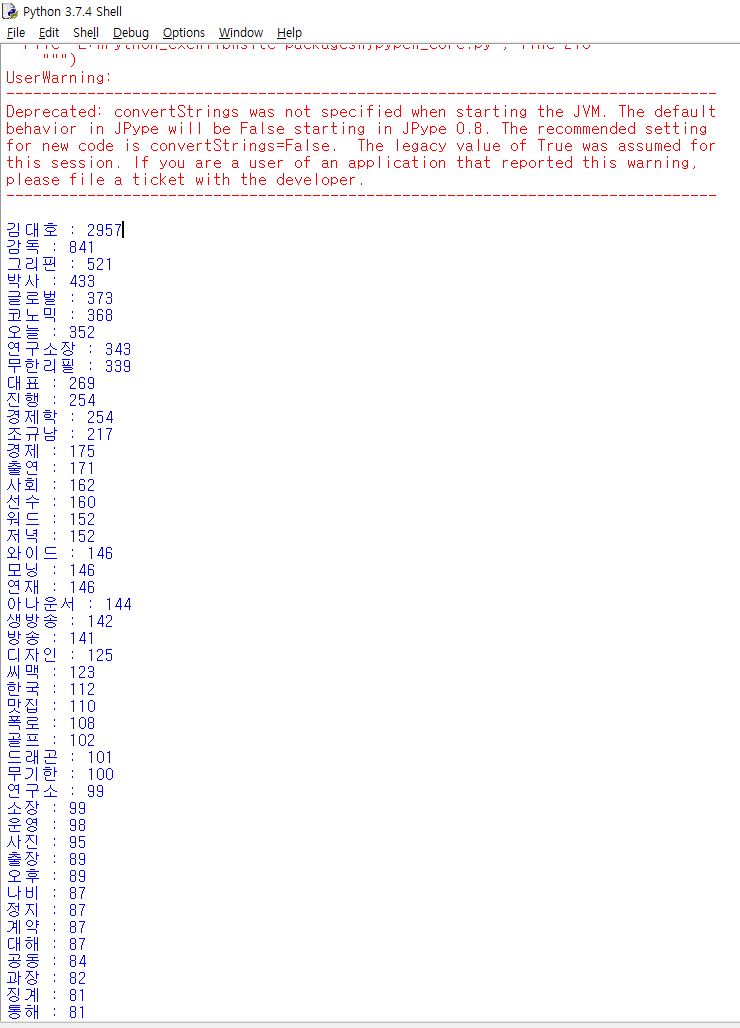 Python 3.7.4 Shell
File Edit Shell Debug Options Window Help
""")
UserWarning:
-------------------------------------------------------------------------------
Deprecated: convertStrings was not specified when starting the JVM. The default
behavior in JPype will be False starting in JPype 0.8. The recommended setting
for new code is convertStrings=False.  The legacy value of True was assumed for
this session. If you are a user of an application that reported this warning,
please file a ticket with the developer.
-------------------------------------------------------------------------------
김대호 : 2957
감독 : 841
그리핀 : 521
박사 : 433
글로벌 : 373
코노믹 : 368
오늘 : 352
연구소장 : 343
무한리필 : 339
대표 : 269
진행 : 254
경제학 : 254
조규남 : 217
경제 : 175
출연 : 171
사회 : 162
선수 : 160
워드 : 152
저녁 : 152
와이드 : 146
모닝 : 146
연재 : 146
아나운서 : 144
생방송 : 142
방송 : 141
디자인 : 125
씨맥 : 123
한국 : 112
맛집 : 110
폭로 : 108
골프 : 102
드래곤 : 101
무기한 : 100
연구소 : 99
소장 : 99
운영 : 98
사진 : 95
출장 : 89
오후 : 89
나비 : 87
정지 : 87
계약 : 87
대해 : 87
공동 : 84
과장 : 82
징계 : 81
통해 : 81